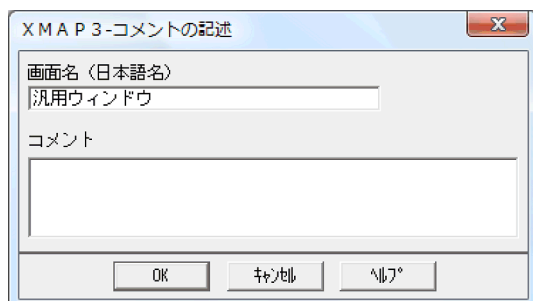 ＸＭＡＰ３-コメントの記述
画面名（日本語名）
汎用ウィンドウ
コメント
OK
ｷｬﾝｾﾙ
ﾍﾙﾌﾟ